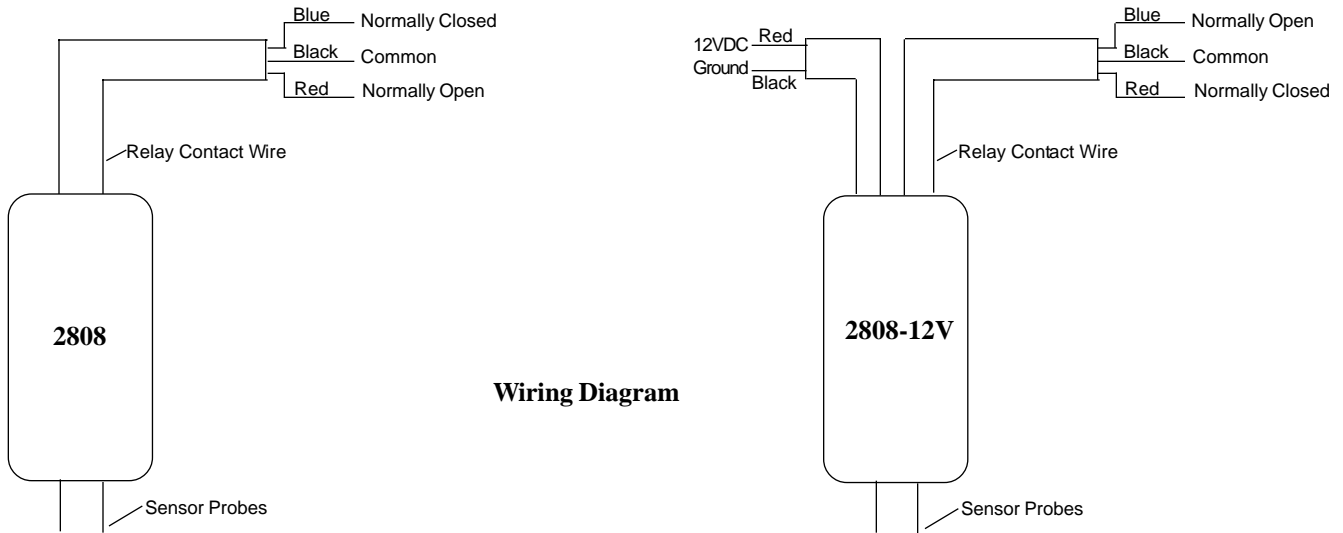 Blue
Normally Closed
Black
Common
Red
Normally Open
Relay Contact Wire
2808
Sensor Probes
Wiring Diagram
12VDC
Red
Ground
Black
Blue
Normally Open
Black
Common
Red
Normally Closed
Relay Contact Wire
2808-12V
Sensor Probes